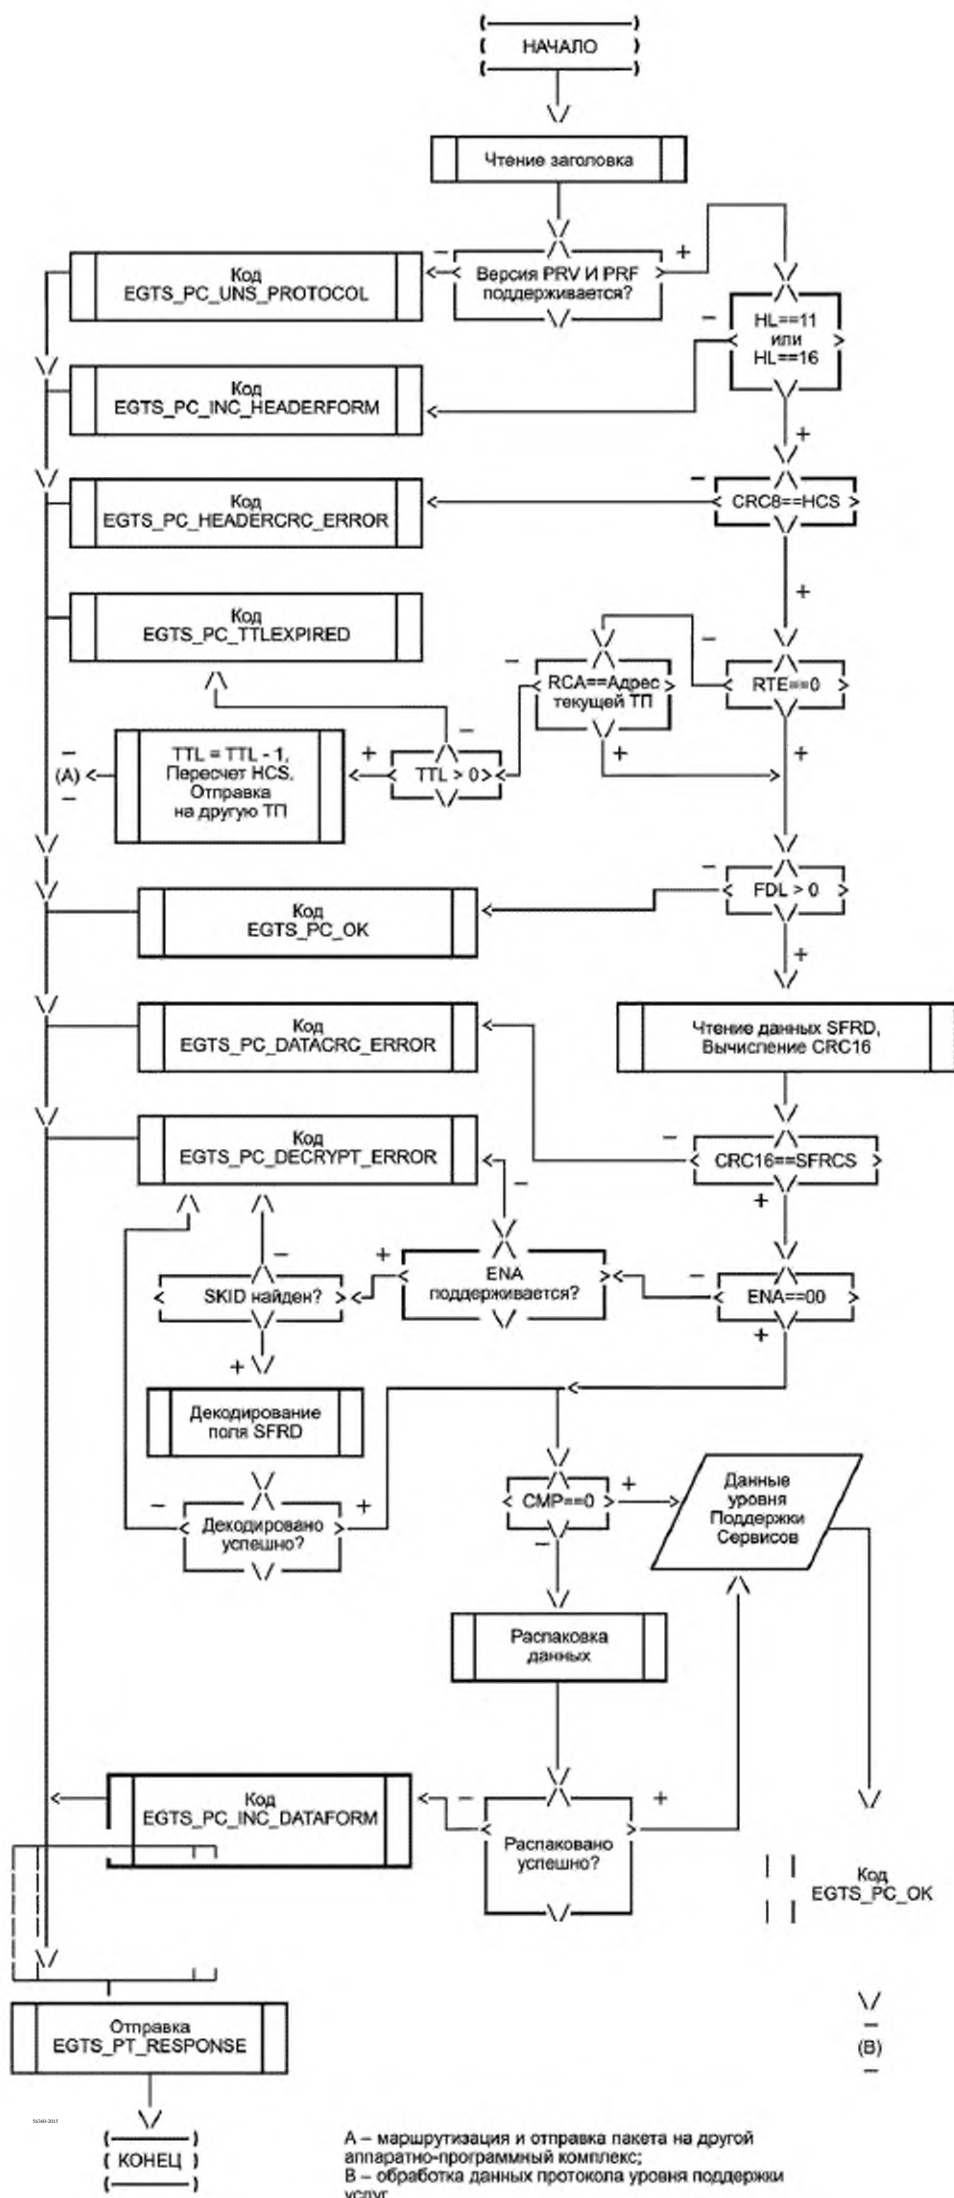 НАЧАЛО
Чтение заголовка
Версия PRV И PRF
поддерживается?
−
+
Код
EGTS_PC_UNS_PROTOCOL
HL==11
или
HL==16
−
+
Код
EGTS_PC_INC_HEADERFORM
CRC8==HCS
−
+
Код
EGTS_PC_HEADERCRC_ERROR
Код
EGTS_PC_TTLEXPIRED
RTE==0
−
+
RCA==Адрес
текущей ТП
−
+
TTL > 0
−
+
TTL = TTL - 1,
Пересчет HCS,
Отправка
на другую ТП
(А)
FDL > 0
−
+
Код
EGTS_PC_OK
Чтение данных SFRD,
Вычисление CRC16
Код
EGTS_PC_DATACRC_ERROR
CRC16==SFRCS
−
+
Код
EGTS_PC_DECRYPT_ERROR
ENA==00
−
+
ENA
поддерживается?
−
+
SKID найден?
−
+
Декодирование
поля SFRD
Декодировано
успешно?
−
+
CMP==0
+
−
Данные
уровня
Поддержки
Сервисов
Распаковка
данных
Распаковано
успешно?
−
+
Код
EGTS_PC_INC_DATAFORM
Код
EGTS_PC_OK
Отправка
EGTS_PT_RESPONSE
(В)
56360-2015
КОНЕЦ
А – маршрутизация и отправка пакета на другой
аппаратно-программный комплекс;
В – обработка данных протокола уровня поддержки
услуг